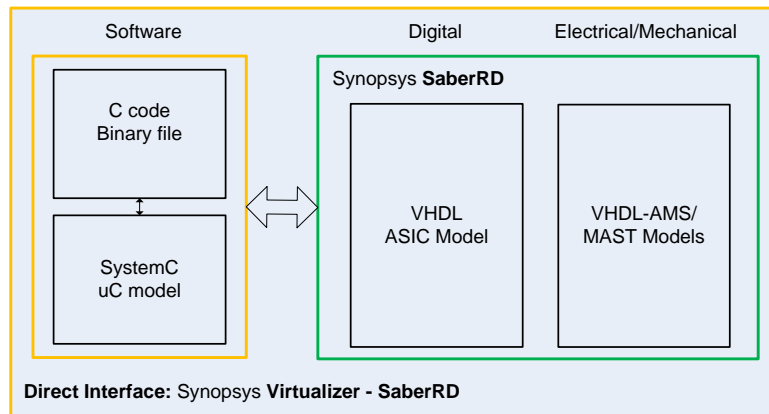 Software
Digital
Electrical/Mechanical
Synopsys SaberRD
C code
Binary file
SystemC
uC model
VHDL
ASIC Model
VHDL-AMS/
MAST Models
Direct Interface: Synopsys Virtualizer - SaberRD